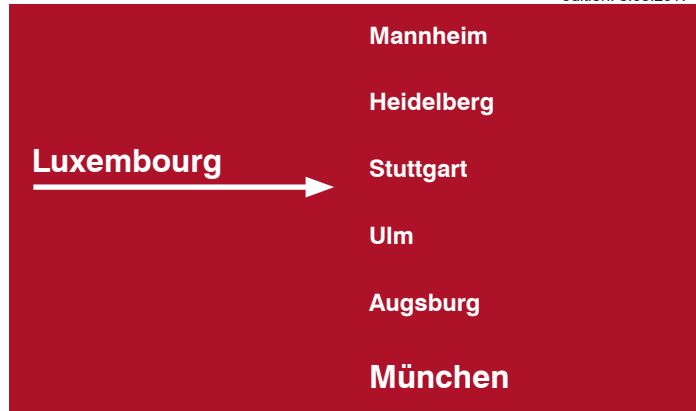 Mannheim
Heidelberg
Luxembourg
Stuttgart
Ulm
Augsburg
München